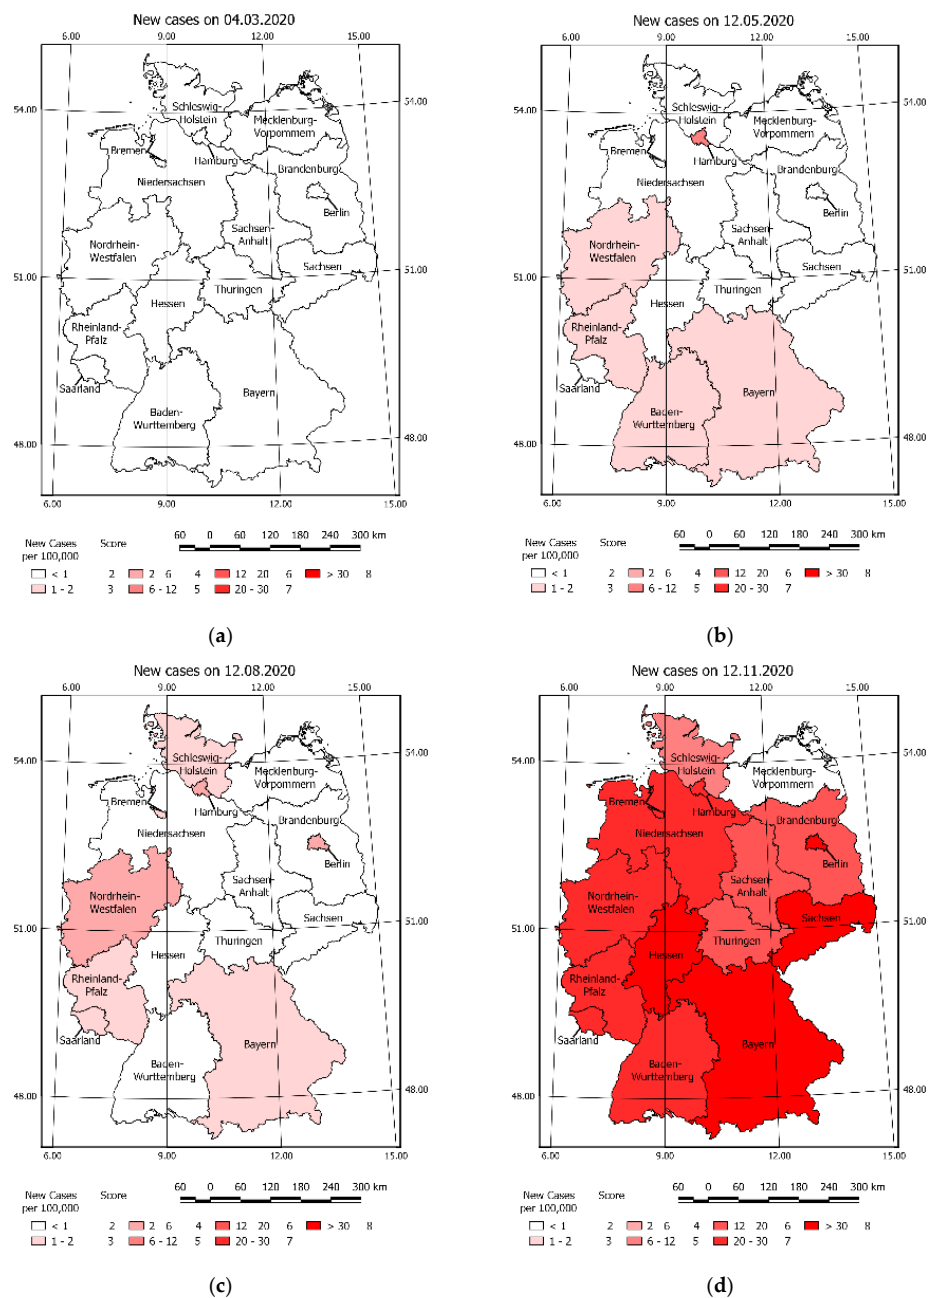 New cases on 04.03.2020
6.00 9.00 12.00 15.00
54.00
54.00
Schleswig-
Holstein
Mecklenburg-
Vorpommern
Bremen
Hamburg
Brandenburg
Niedersachsen
Berlin
Nordrhein-
Westfalen
Sachsen-
Anhalt
Sachsen
51.00
51.00
Hessen
Thuringen
Rheinland-
Pfalz
Saarland
Bayern
Baden-
Wurttemberg
48.00
48.00
6.00 9.00 12.00 15.00
New Cases
per 100,000
Score
60 0 60 120 180 240 300 km
< 1 2 2 6 4 12 20 6 > 30 8
1 - 2 3 6 - 12 5 20 - 30 7
(a)
New cases on 12.05.2020
6.00 9.00 12.00 15.00
54.00
54.00
Schleswig-
Holstein
Mecklenburg-
Vorpommern
Bremen
Hamburg
Brandenburg
Niedersachsen
Berlin
Nordrhein-
Westfalen
Sachsen-
Anhalt
Sachsen
51.00
51.00
Hessen
Thuringen
Rheinland-
Pfalz
Saarland
Bayern
Baden-
Wurttemberg
48.00
48.00
6.00 9.00 12.00 15.00
New Cases
per 100,000
Score
60 0 60 120 180 240 300 km
< 1 2 2 6 4 12 20 6 > 30 8
1 - 2 3 6 - 12 5 20 - 30 7
(b)
New cases on 12.08.2020
6.00 9.00 12.00 15.00
54.00
54.00
Schleswig-
Holstein
Mecklenburg-
Vorpommern
Bremen
Hamburg
Brandenburg
Niedersachsen
Berlin
Nordrhein-
Westfalen
Sachsen-
Anhalt
Sachsen
51.00
51.00
Hessen
Thuringen
Rheinland-
Pfalz
Saarland
Bayern
Baden-
Wurttemberg
48.00
48.00
6.00 9.00 12.00 15.00
New Cases
per 100,000
Score
60 0 60 120 180 240 300 km
< 1 2 2 6 4 12 20 6 > 30 8
1 - 2 3 6 - 12 5 20 - 30 7
(c)
New cases on 12.11.2020
6.00 9.00 12.00 15.00
54.00
54.00
Schleswig-
Holstein
Mecklenburg-
Vorpommern
Bremen
Hamburg
Brandenburg
Niedersachsen
Berlin
Nordrhein-
Westfalen
Sachsen-
Anhalt
Sachsen
51.00
51.00
Hessen
Thuringen
Rheinland-
Pfalz
Saarland
Bayern
Baden-
Wurttemberg
48.00
48.00
6.00 9.00 12.00 15.00
New Cases
per 100,000
Score
60 0 60 120 180 240 300 km
< 1 2 2 6 4 12 20 6 > 30 8
1 - 2 3 6 - 12 5 20 - 30 7
(d)